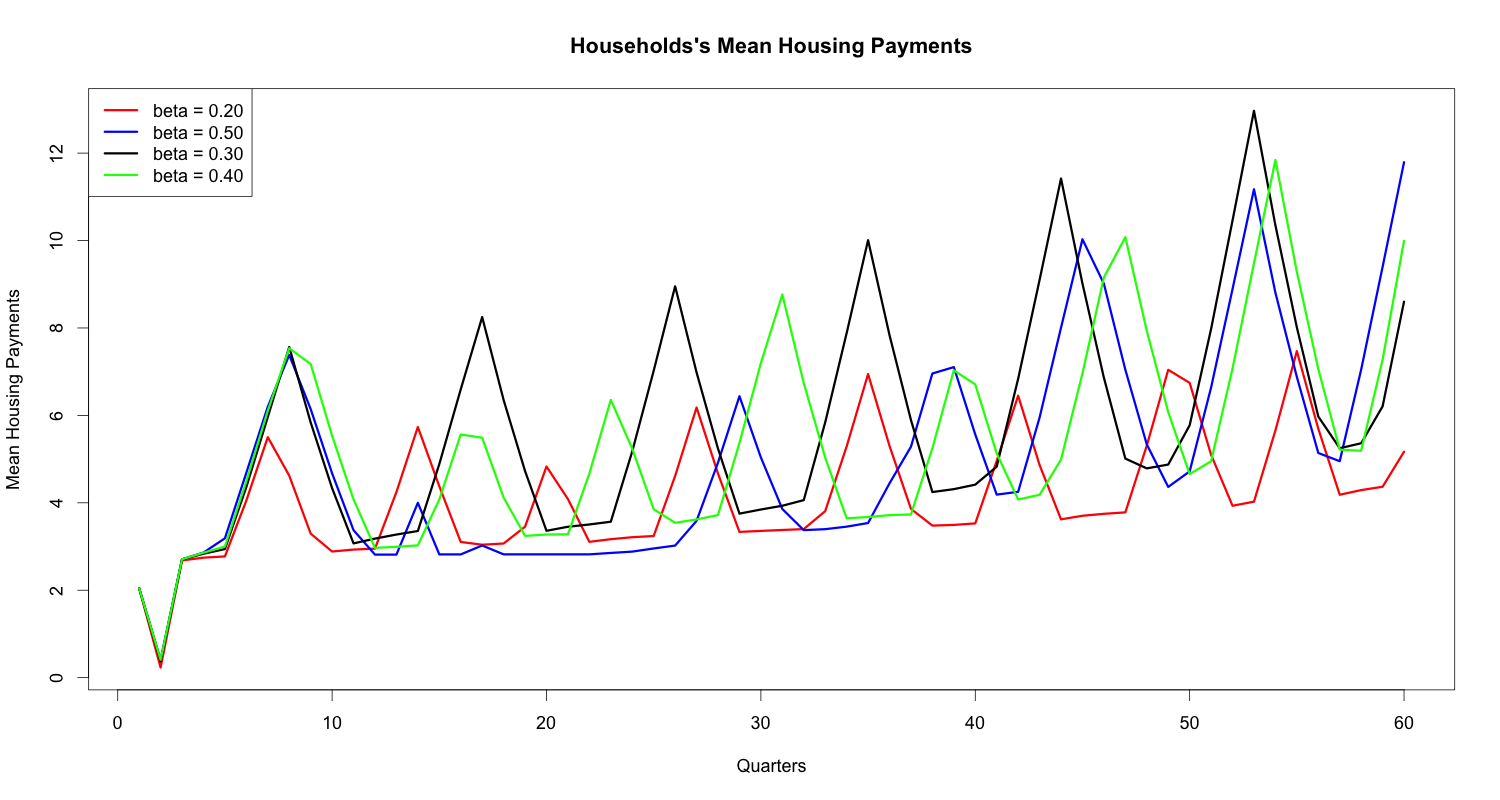 Households's Mean Housing Payments
beta = 0.20
beta = 0.50
beta = 0.30
beta = 0.40
Mean Housing Payments
12
10
8
6
4
2
0
0 10 20 30 40 50 60
Quarters